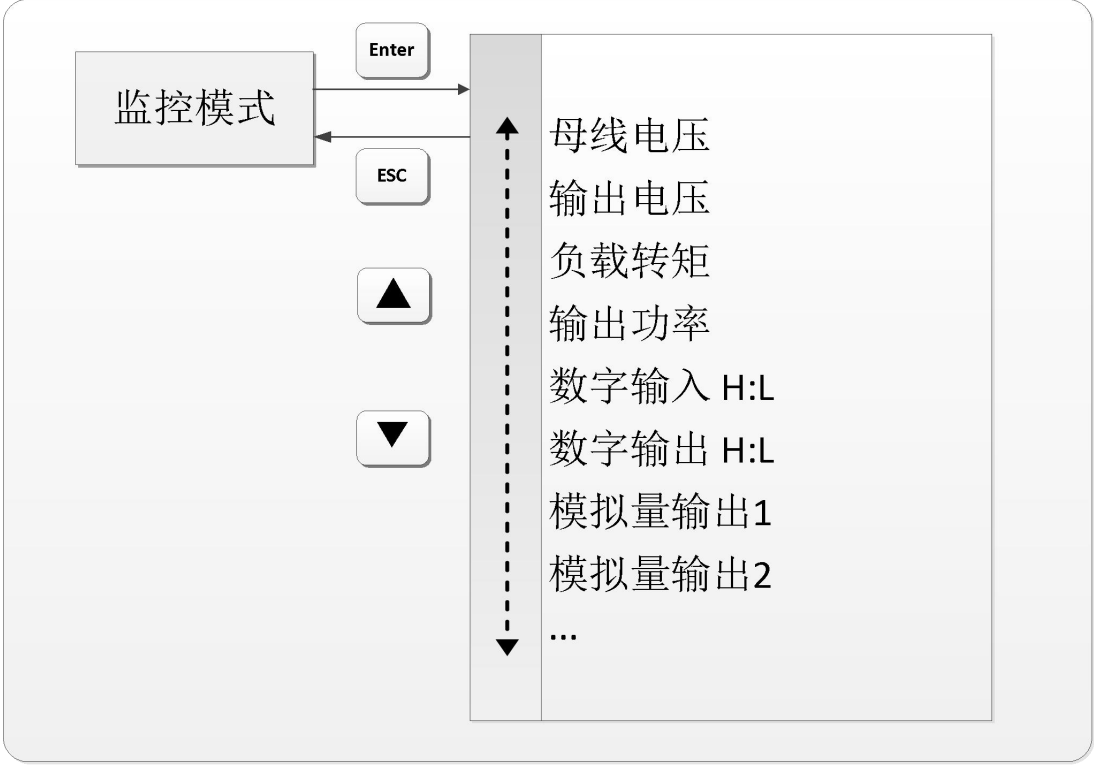 监控模式
Enter
ESC
母线电压
输出电压
负载转矩
输出功率
数字输入 H:L
数字输出 H:L
模拟量输出1
模拟量输出2
...